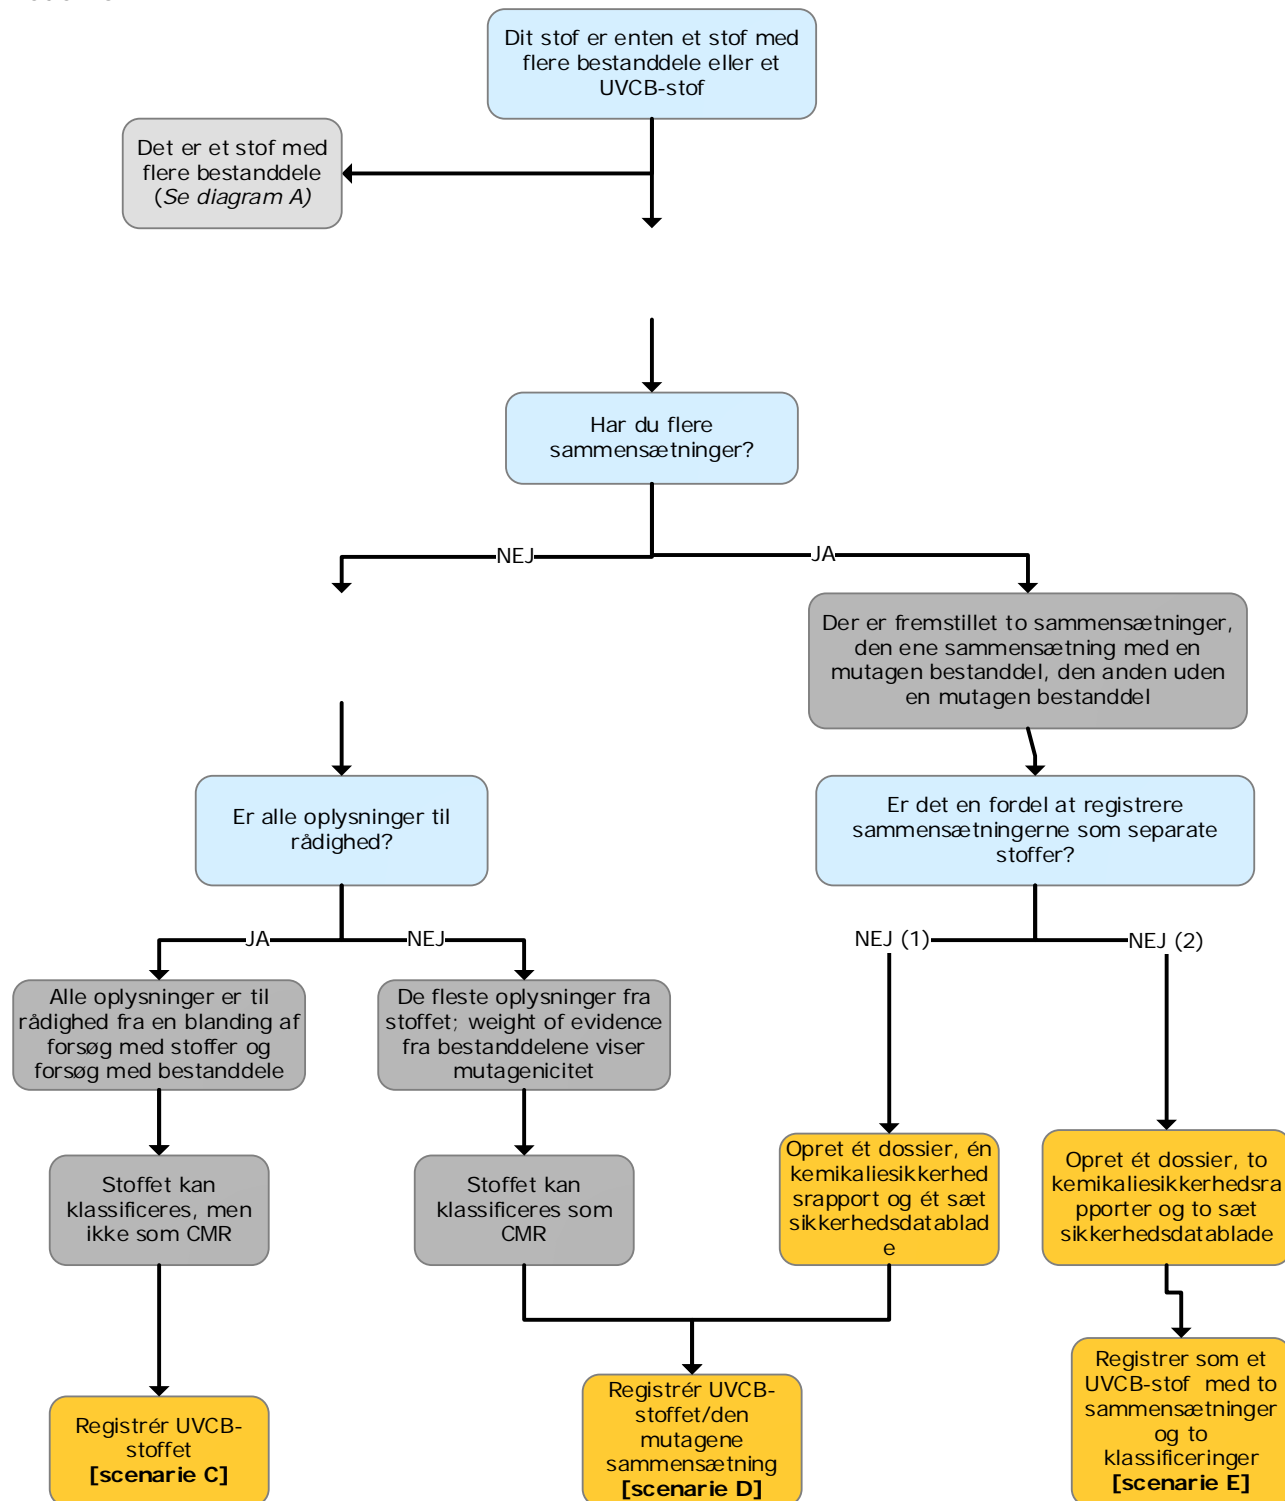 Dit stof er enten et stof med
flere bestanddele eller et
UVCB-stof
Det er et stof med
flere bestanddele
(Se diagram A)
Har du flere
sammensætninger?
NEJ
JA
Der er fremstillet to sammensætninger,
den ene sammensætning med en
mutagen bestanddel, den anden uden
en mutagen bestanddel
Er alle oplysninger til
rådighed?
Er det en fordel at registrere
sammensætningerne som separate
stoffer?
JA
NEJ
NEJ (1)
NEJ (2)
Alle oplysninger er til
rådighed fra en blanding af
forsøg med stoffer og
forsøg med bestanddele
De fleste oplysninger fra
stoffet; weight of evidence
fra bestanddelene viser
mutagenicitet
Stoffet kan
klassificeres, men
ikke som CMR
Stoffet kan
klassificeres som
CMR
Opret ét dossier, én
kemikaliesikkerhed
srapport og ét sæt
sikkerhedsdatablad
e
Opret ét dossier, to
kemikaliesikkerhedsra
pporter og to sæt
sikkerhedsdatablade
Registrér UVCB-
stoffet
[scenarie C]
Registrér UVCB-
stoffet/den
mutagene
sammensætning
[scenarie D]
Registrer som et
UVCB-stof med to
sammensætninger
og to
klassificeringer
[scenarie E]